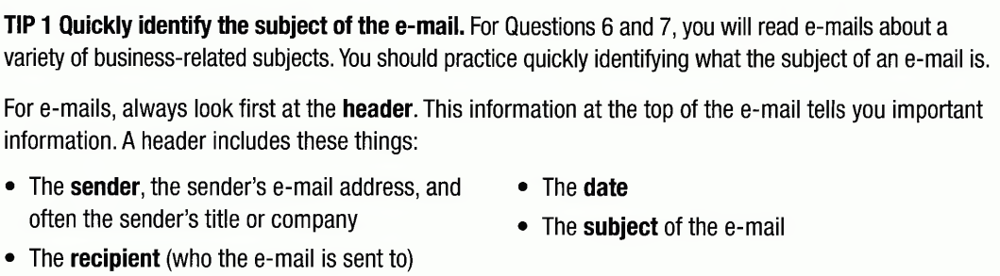 TIP 1 Quickly identify the subject of the e-mail. For Questions 6 and 7, you will read e-mails about a
variety of business-related subjects. You should practice quickly identifying what the subject of an e-mail is.
For e-mails, always look first at the header. This information at the top of the e-mail tells you important
information. A header includes these things:
• The sender, the sender's e-mail address, and
often the sender's title or company
• The recipient (who the e-mail is sent to)
• The date
• The subject of the e-mail